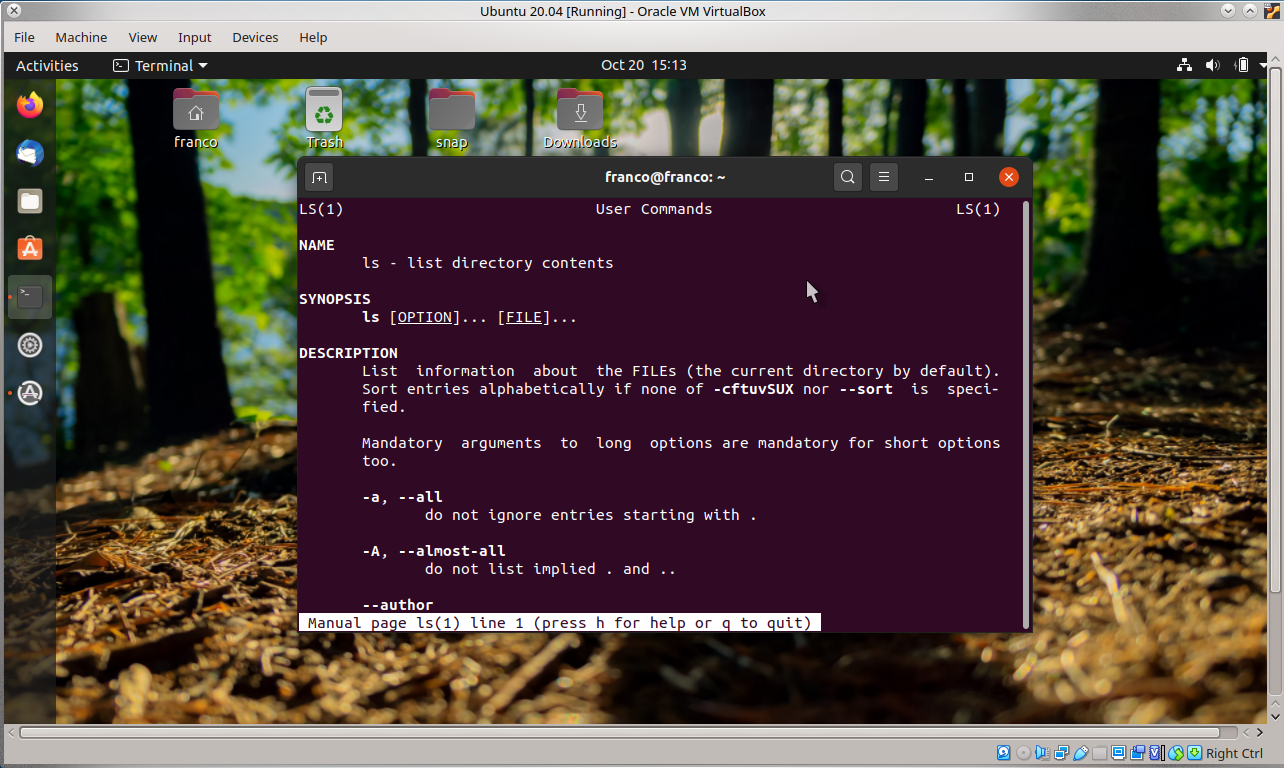 Ubuntu 20.04 [Running] - Oracle VM VirtualBox
File Machine View Input Devices Help
Activities Terminal Oct 20 15:13
franco Trash snap Downloads
franco@franco: ~
LS(1) User Commands LS(1)
NAME
ls - list directory contents
SYNOPSIS
ls [OPTION]... [FILE]...
DESCRIPTION
List information about the FILEs (the current directory by default).
Sort entries alphabetically if none of -cftuvSUX nor --sort is speci-
fied.
Mandatory arguments to long options are mandatory for short options
too.
-a, --all
do not ignore entries starting with .
-A, --almost-all
do not list implied . and ..
--author
Manual page ls(1) line 1 (press h for help or q to quit)
Right Ctrl